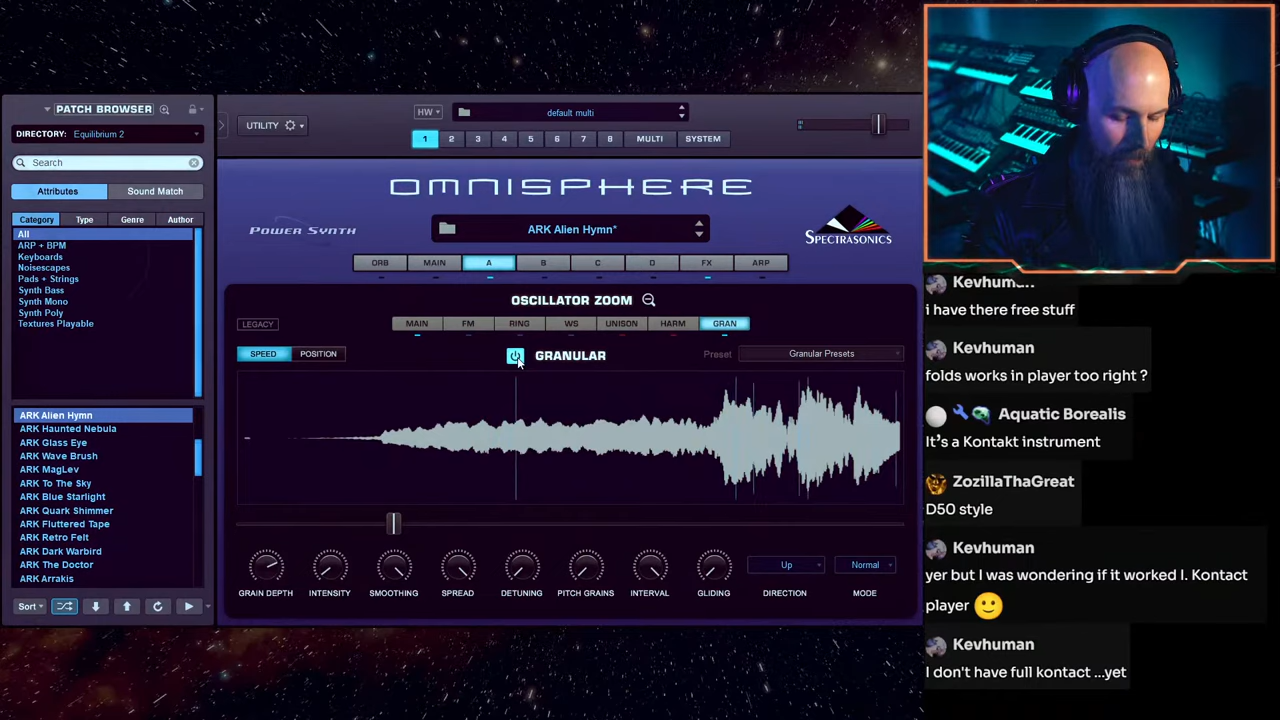 PATCH BROWSER
DIRECTORY: Equilibrium 2
Search
Attributes Sound Match
Category Type Genre Author
All
ARP + BPM
Keyboards
Noisescapes
Pads + Strings
Synth Bass
Synth Mono
Synth Poly
Textures Playable
ARK Alien Hymn
ARK Haunted Nebula
ARK Glass Eye
ARK Wave Brush
ARK MagLev
ARK To The Sky
ARK Blue Starlight
ARK Quark Shimmer
ARK Fluttered Tape
ARK Retro Felt
ARK Dark Warbird
ARK The Doctor
ARK Arrakis
Sort
UTILITY
HW
default multi
1 2 3 4 5 6 7 8 MULTI SYSTEM
OMNISPHERE
POWER SYNTH
ARK Alien Hymn*
SPECTRASONICS
ORB MAIN A B C D FX ARP
OSCILLATOR ZOOM
LEGACY
MAIN FM RING WS UNISON HARM GRAN
SPEED POSITION
GRANULAR
Preset Granular Presets
Up Normal
GRAIN DEPTH INTENSITY SMOOTHING SPREAD DETUNING PITCH GRAINS INTERVAL GLIDING DIRECTION MODE
Kevhuman
i have there free stuff
Kevhuman
folds works in player too right ?
Aquatic Borealis
It's a Kontakt instrument
ZozillaThaGreat
D50 style
Kevhuman
yer but I was wondering if it worked I. Kontact
player 🙂
Kevhuman
I don't have full kontact ...yet